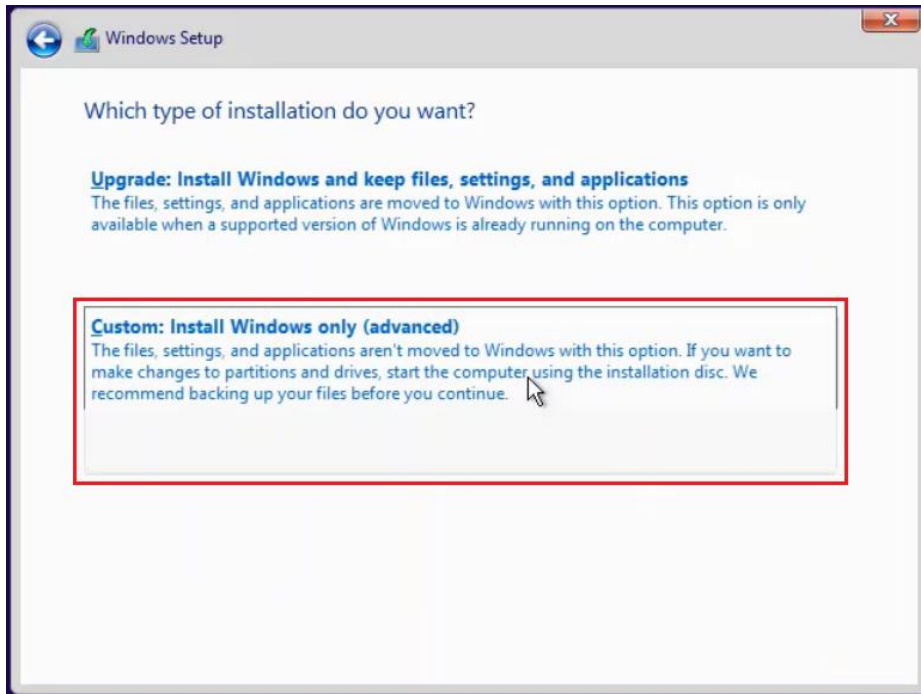 Windows Setup
Which type of installation do you want?
Upgrade: Install Windows and keep files, settings, and applications
The files, settings, and applications are moved to Windows with this option. This option is only
available when a supported version of Windows is already running on the computer.
Custom: Install Windows only (advanced)
The files, settings, and applications aren't moved to Windows with this option. If you want to
make changes to partitions and drives, start the computer using the installation disc. We
recommend backing up your files before you continue.